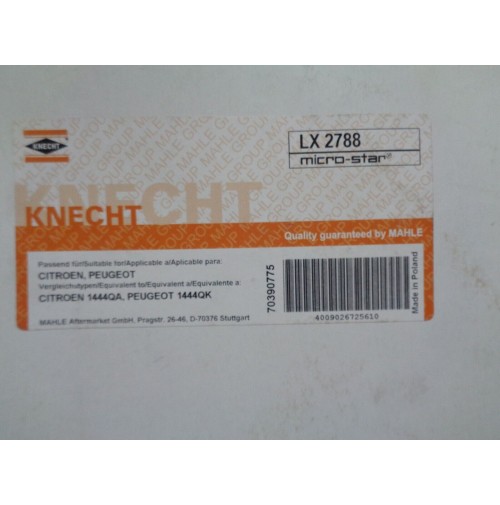 KNECHT
LX 2788
micro-star®
KNECHT
KNECHT
Quality guaranteed by MAHLE
Passend für/Suitable for/Applicable a/Aplicable para:
CITROEN, PEUGEOT
Vergleichstypen/Equivalent to/Equivalent a/Equivalente a:
CITROEN 1444QA, PEUGEOT 1444QK
MAHLE Aftermarket GmbH, Pragstr. 26-46, D-70376 Stuttgart
70390775
4009026725610
Made in Poland